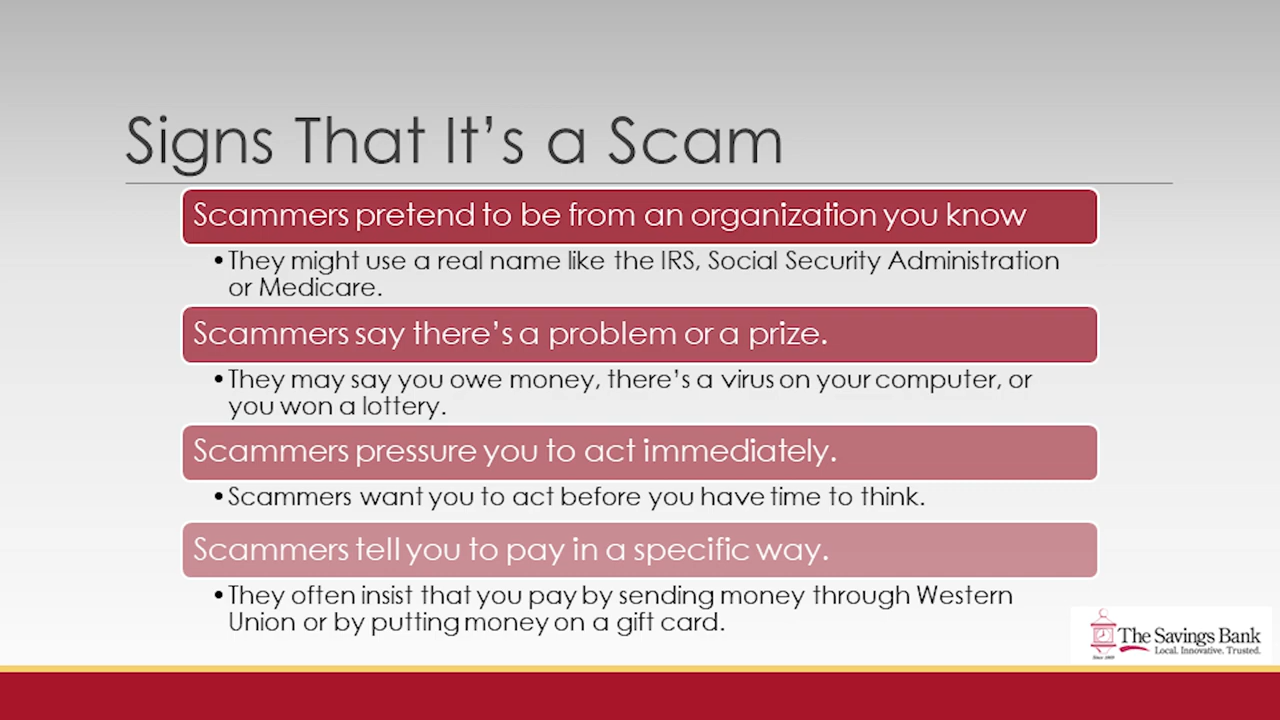 Signs That It's a Scam
Scammers pretend to be from an organization you know
•They might use a real name like the IRS, Social Security Administration
or Medicare.
Scammers say there's a problem or a prize.
•They may say you owe money, there's a virus on your computer, or
you won a lottery.
Scammers pressure you to act immediately.
•Scammers want you to act before you have time to think.
Scammers tell you to pay in a specific way.
•They often insist that you pay by sending money through Western
Union or by putting money on a gift card.
The Savings Bank
Local. Innovative. Trusted.